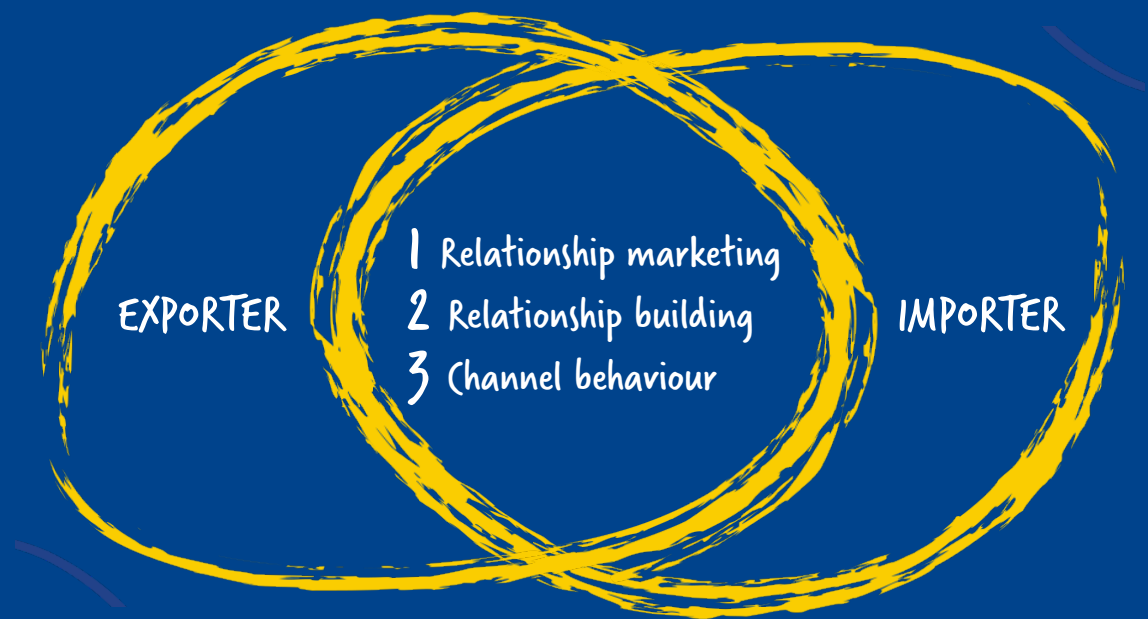 EXPORTER
1 Relationship marketing
2 Relationship building
3 Channel behaviour
IMPORTER